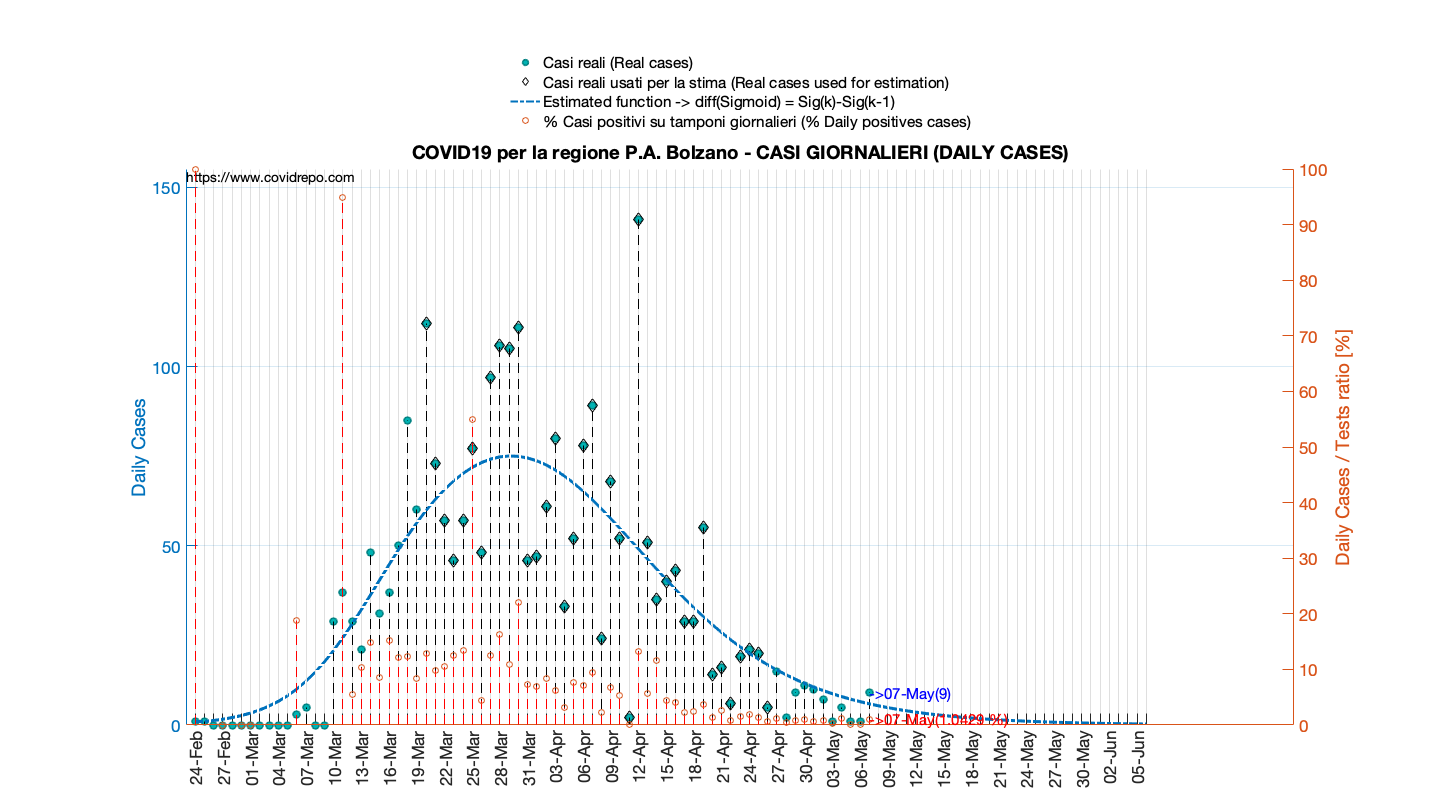 Casi reali (Real cases)
Casi reali usati per la stima (Real cases used for estimation)
Estimated function -> diff(Sigmoid) = Sig(k)-Sig(k-1)
% Casi positivi su tamponi giornalieri (% Daily positives cases)
COVID19 per la regione P.A. Bolzano - CASI GIORNALIERI (DAILY CASES)
https://www.covidrepo.com
150
100
50
0
Daily Cases
100
90
80
70
60
50
40
30
20
10
0
Daily Cases / Tests ratio [%]
->07-May(9)
->07-May(1.0429 %)
24-Feb
27-Feb
01-Mar
04-Mar
07-Mar
10-Mar
13-Mar
16-Mar
19-Mar
22-Mar
25-Mar
28-Mar
31-Mar
03-Apr
06-Apr
09-Apr
12-Apr
15-Apr
18-Apr
21-Apr
24-Apr
27-Apr
30-Apr
03-May
06-May
09-May
12-May
15-May
18-May
21-May
24-May
27-May
30-May
02-Jun
05-Jun